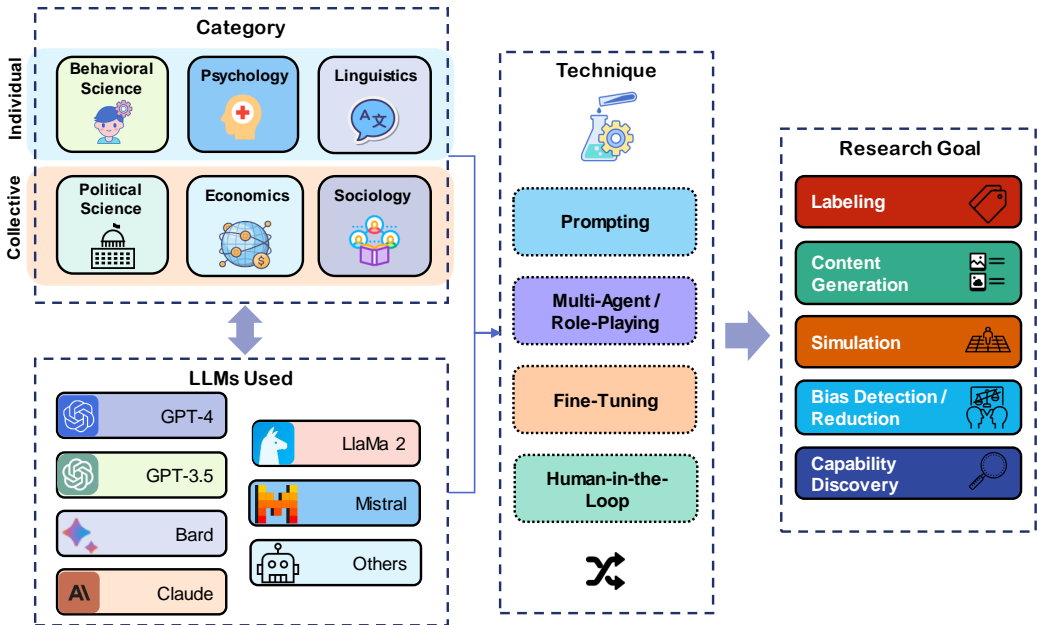 Category
Individual
Behavioral
Science
Psychology
Linguistics
A文
Collective
Political
Science
Economics
$
Sociology
LLMs Used
GPT-4
GPT-3.5
Bard
A\
Claude
LlaMa 2
Mistral
Others
Technique
Prompting
Multi-Agent /
Role-Playing
Fine-Tuning
Human-in-the-
Loop
Research Goal
Labeling
Content
Generation
Simulation
Bias Detection /
Reduction
Capability
Discovery